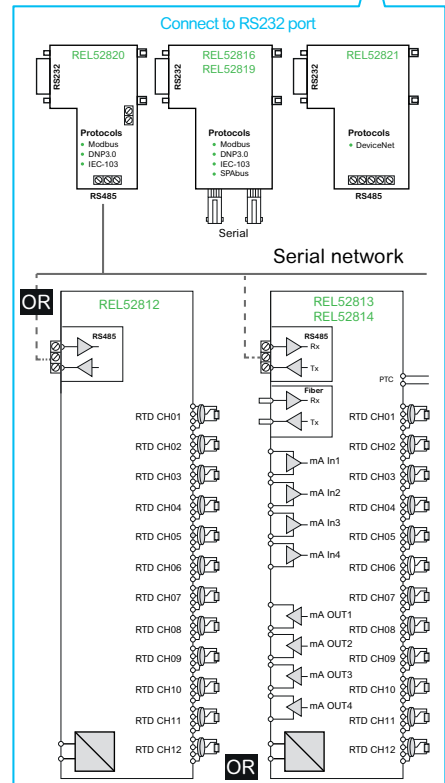 Connect to RS232 port
REL52820
RS232
Protocols
Modbus
DNP3.0
IEC-103
RS485
REL52816
REL52819
RS232
Protocols
Modbus
DNP3.0
IEC-103
SPAbus
Serial
REL52821
RS232
Protocols
DeviceNet
RS485
Serial network
OR
REL52812
RS485
RTD CH01
RTD CH02
RTD CH03
RTD CH04
RTD CH05
RTD CH06
RTD CH07
RTD CH08
RTD CH09
RTD CH10
RTD CH11
RTD CH12
OR
REL52813
REL52814
RS485
Rx
Tx
Fiber
Rx
Tx
mA In1
mA In2
mA In3
mA In4
mA OUT1
mA OUT2
mA OUT3
mA OUT4
PTC
RTD CH01
RTD CH02
RTD CH03
RTD CH04
RTD CH05
RTD CH06
RTD CH07
RTD CH08
RTD CH09
RTD CH10
RTD CH11
RTD CH12